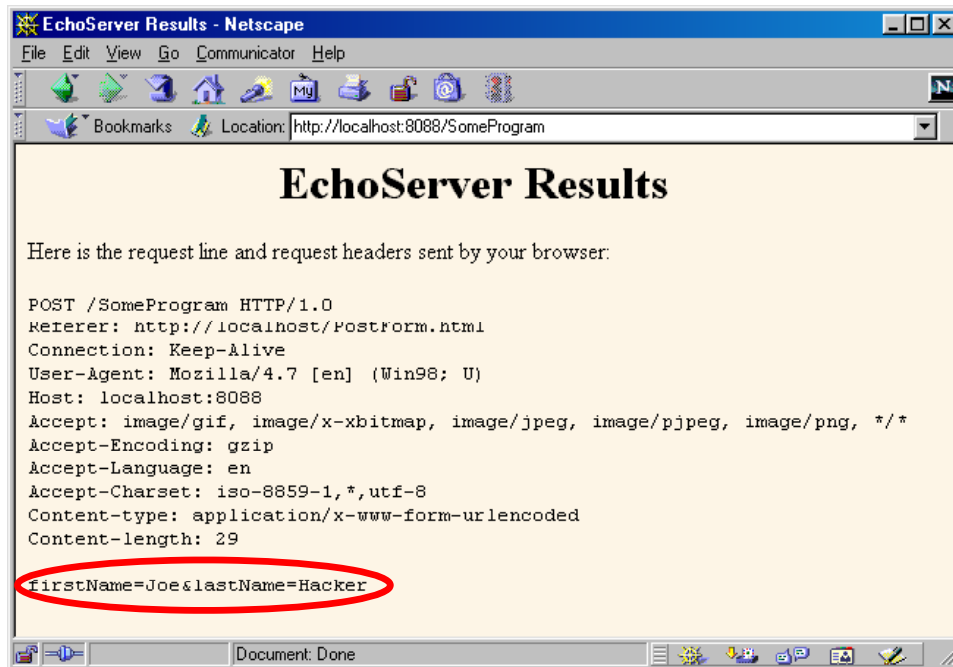 EchoServer Results - Netscape
File Edit View Go Communicator Help
My
Bookmarks Location: http://localhost:8088/SomeProgram
N
EchoServer Results
Here is the request line and request headers sent by your browser:
POST /SomeProgram HTTP/1.0
Referer: http://localhost/PostForm.html
Connection: Keep-Alive
User-Agent: Mozilla/4.7 [en] (Win98; U)
Host: localhost:8088
Accept: image/gif, image/x-xbitmap, image/jpeg, image/pjpeg, image/png, */*
Accept-Encoding: gzip
Accept-Language: en
Accept-Charset: iso-8859-1,*,utf-8
Content-type: application/x-www-form-urlencoded
Content-length: 29
firstName=Joe&lastName=Hacker
Document: Done